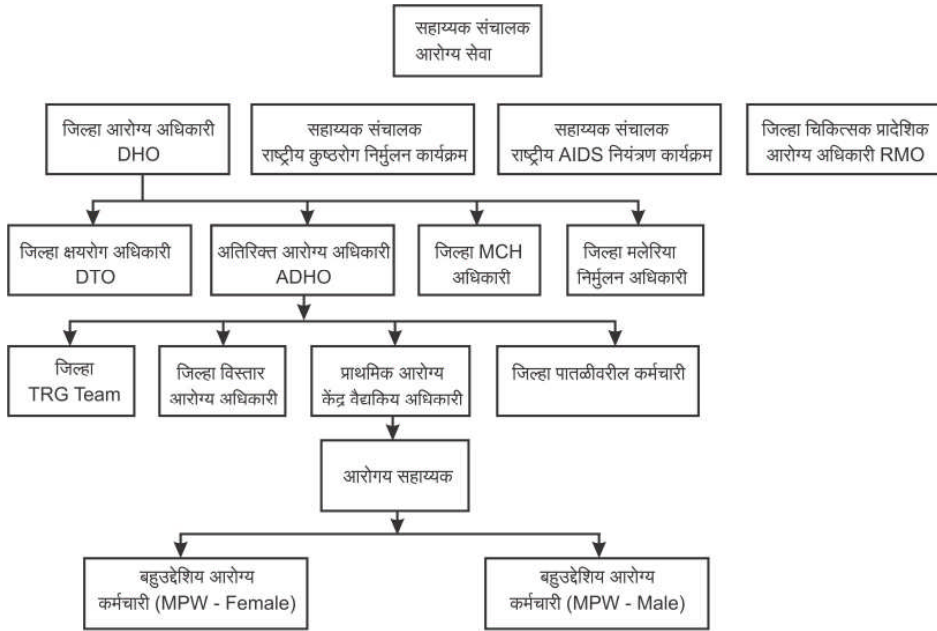 सहाय्यक संचालक
आरोग्य सेवा
जिल्हा आरोग्य अधिकारी
DHO
सहाय्यक संचालक
राष्ट्रीय कुष्ठरोग निर्मुलन कार्यक्रम
सहाय्यक संचालक
राष्ट्रीय AIDS नियंत्रण कार्यक्रम
जिल्हा चिकित्सक प्रादेशिक
आरोग्य अधिकारी RMO
जिल्हा क्षयरोग अधिकारी
DTO
अतिरिक्त आरोग्य अधिकारी
ADHO
जिल्हा MCH
अधिकारी
जिल्हा मलेरिया
निर्मुलन अधिकारी
जिल्हा
TRG Team
जिल्हा विस्तार
आरोग्य अधिकारी
प्राथमिक आरोग्य
केंद्र वैद्यकिय अधिकारी
जिल्हा पातळीवरील कर्मचारी
आरोगय सहाय्यक
बहुउद्देशिय आरोग्य
कर्मचारी (MPW - Female)
बहुउद्देशिय आरोग्य
कर्मचारी (MPW - Male)